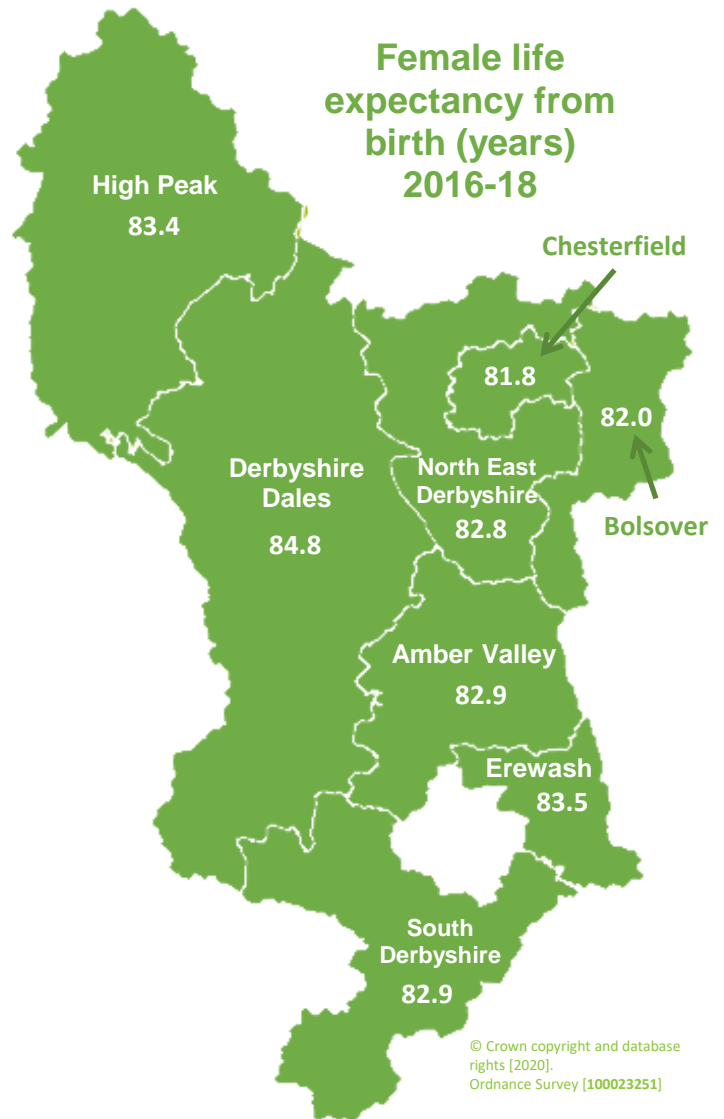 Female life
expectancy from
birth (years)
2016-18
High Peak
83.4
Chesterfield
81.8
82.0
Bolsover
Derbyshire
Dales
84.8
North East
Derbyshire
82.8
Amber Valley
82.9
Erewash
83.5
South
Derbyshire
82.9
© Crown copyright and database
rights [2020].
Ordnance Survey [100023251]